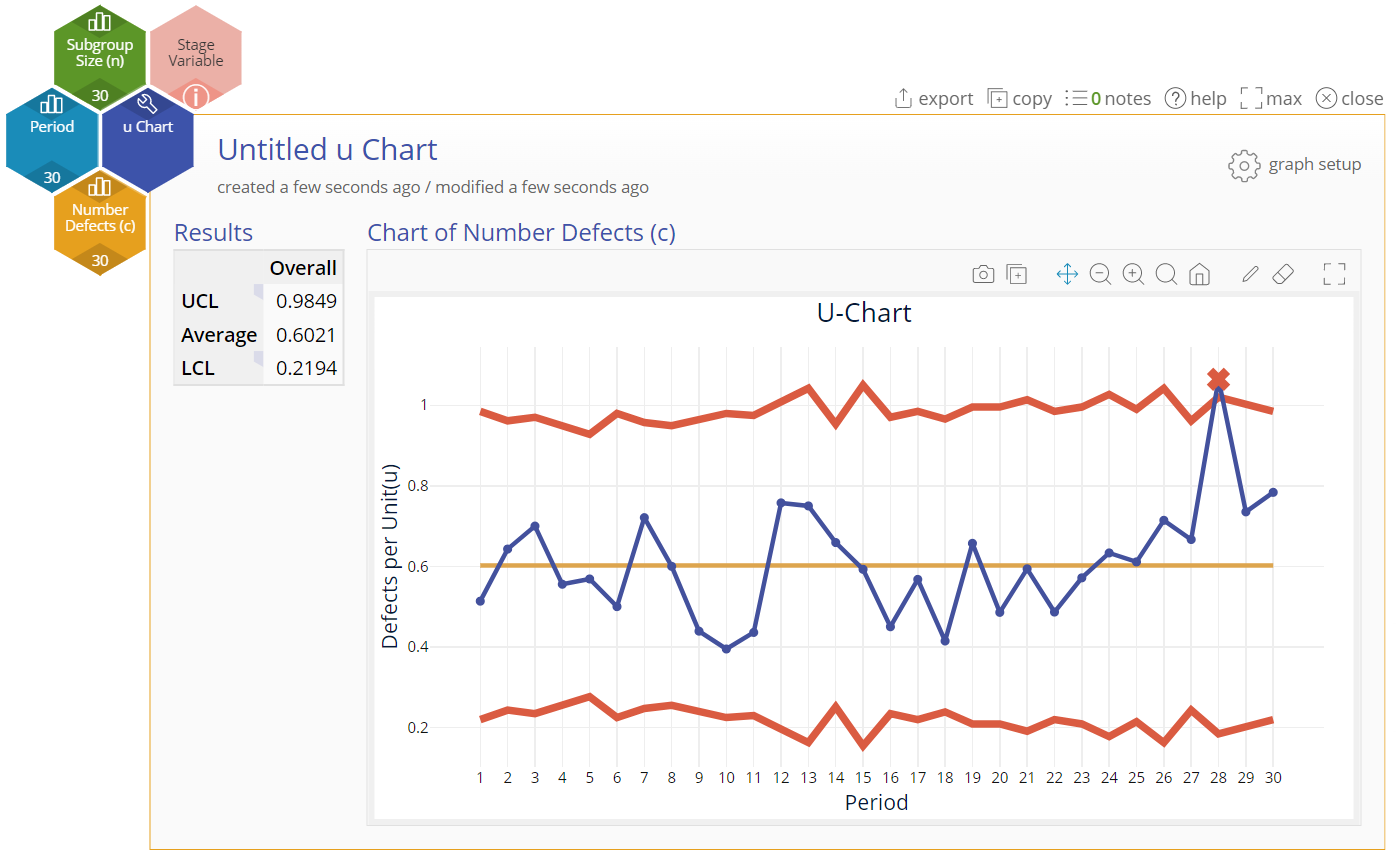 Subgroup
Size (n)
30
Stage
Variable
Period
30
u Chart
Number
Defects (c)
30
export copy 0 notes help max close
Untitled u Chart
created a few seconds ago / modified a few seconds ago
graph setup
Results
Overall
UCL 0.9849
Average 0.6021
LCL 0.2194
Chart of Number Defects (c)
U-Chart
Defects per Unit(u)
1
0.8
0.6
0.4
0.2
1 2 3 4 5 6 7 8 9 10 11 12 13 14 15 16 17 18 19 20 21 22 23 24 25 26 27 28 29 30
Period